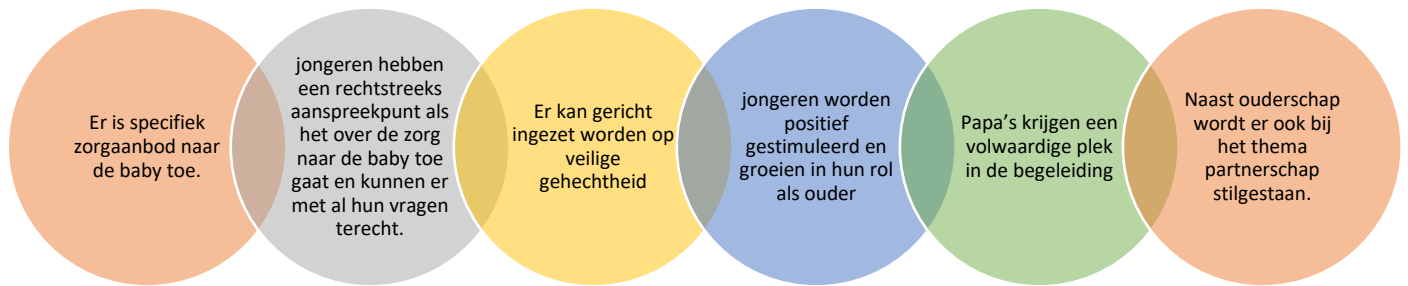 Er is specifiek
zorgaanbod naar
de baby toe.
jongeren hebben
een rechtstreeks
aanspreekpunt als
het over de zorg
naar de baby toe
gaat en kunnen er
met al hun vragen
terecht.
Er kan gericht
ingezet worden op
veilige
gehechtheid
jongeren worden
positief
gestimuleerd en
groeien in hun rol
als ouder
Papa's krijgen een
volwaardige plek
in de begeleiding
Naast ouderschap
wordt er ook bij
het thema
partnerschap
stilgestaan.